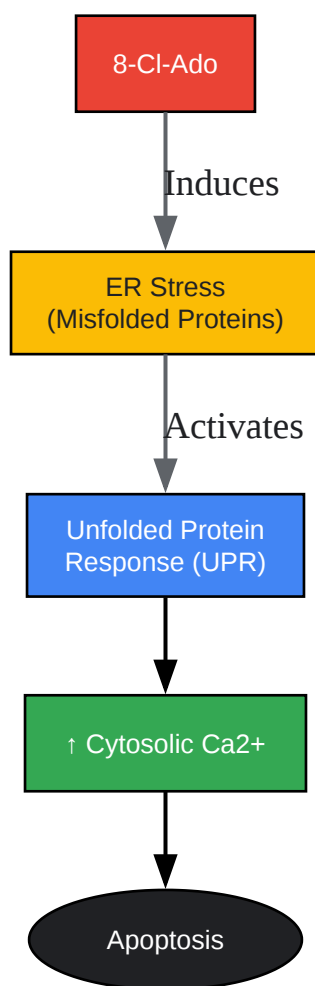 8-Cl-Ado
Induces
ER Stress
(Misfolded Proteins)
Activates
Unfolded Protein
Response (UPR)
↑ Cytosolic Ca2+
Apoptosis